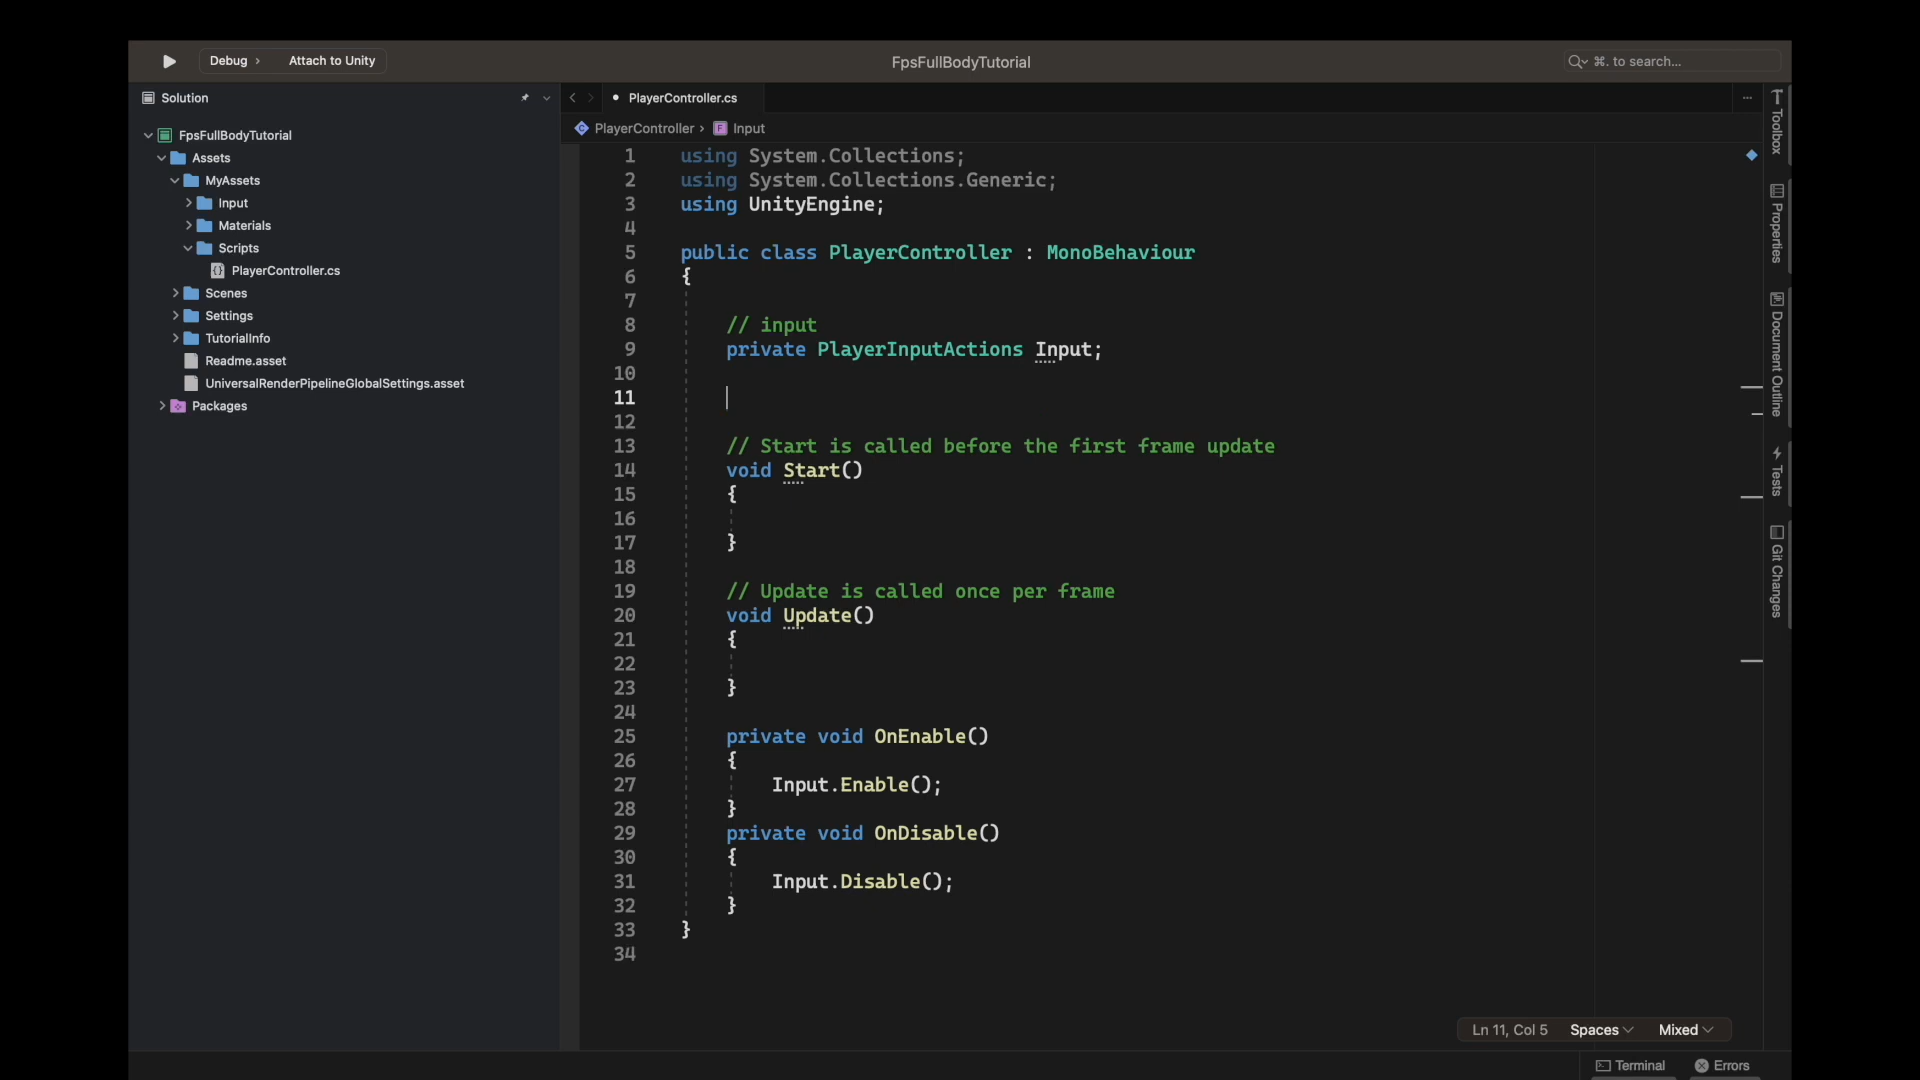 Debug › Attach to Unity
FpsFullBodyTutorial
⌘. to search...
Solution
FpsFullBodyTutorial
Assets
MyAssets
Input
Materials
Scripts
PlayerController.cs
Scenes
Settings
TutorialInfo
Readme.asset
UniversalRenderPipelineGlobalSettings.asset
Packages
PlayerController.cs
PlayerController › Input
1 using System.Collections;
2 using System.Collections.Generic;
3 using UnityEngine;
4
5 public class PlayerController : MonoBehaviour
6 {
7
8 // input
9 private PlayerInputActions Input;
10
11
12
13 // Start is called before the first frame update
14 void Start()
15 {
16
17 }
18
19 // Update is called once per frame
20 void Update()
21 {
22
23 }
24
25 private void OnEnable()
26 {
27 Input.Enable();
28 }
29 private void OnDisable()
30 {
31 Input.Disable();
32 }
33 }
34
Toolbox
Properties
Document Outline
Tests
Git Changes
Ln 11, Col 5 Spaces Mixed
Terminal Errors